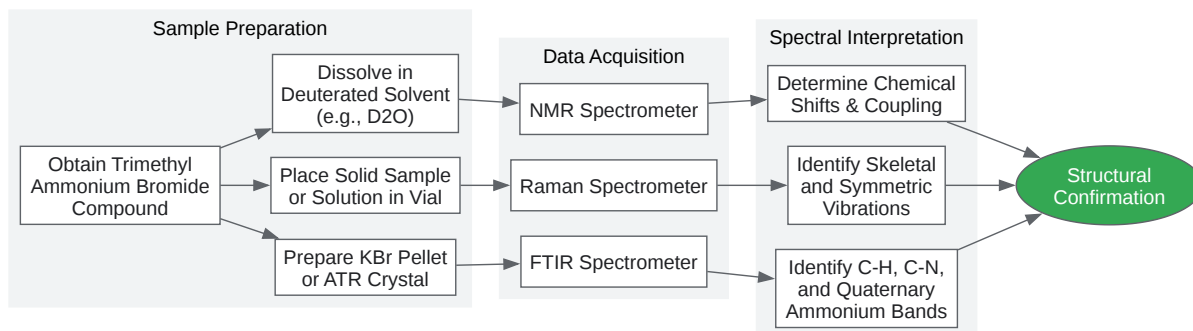 Sample Preparation
Dissolve in
Deuterated Solvent
(e.g., D2O)
Obtain Trimethyl
Ammonium Bromide
Compound
Place Solid Sample
or Solution in Vial
Prepare KBr Pellet
or ATR Crystal
Data Acquisition
NMR Spectrometer
Raman Spectrometer
FTIR Spectrometer
Spectral Interpretation
Determine Chemical
Shifts & Coupling
Identify Skeletal
and Symmetric
Vibrations
Identify C-H, C-N,
and Quaternary
Ammonium Bands
Structural
Confirmation